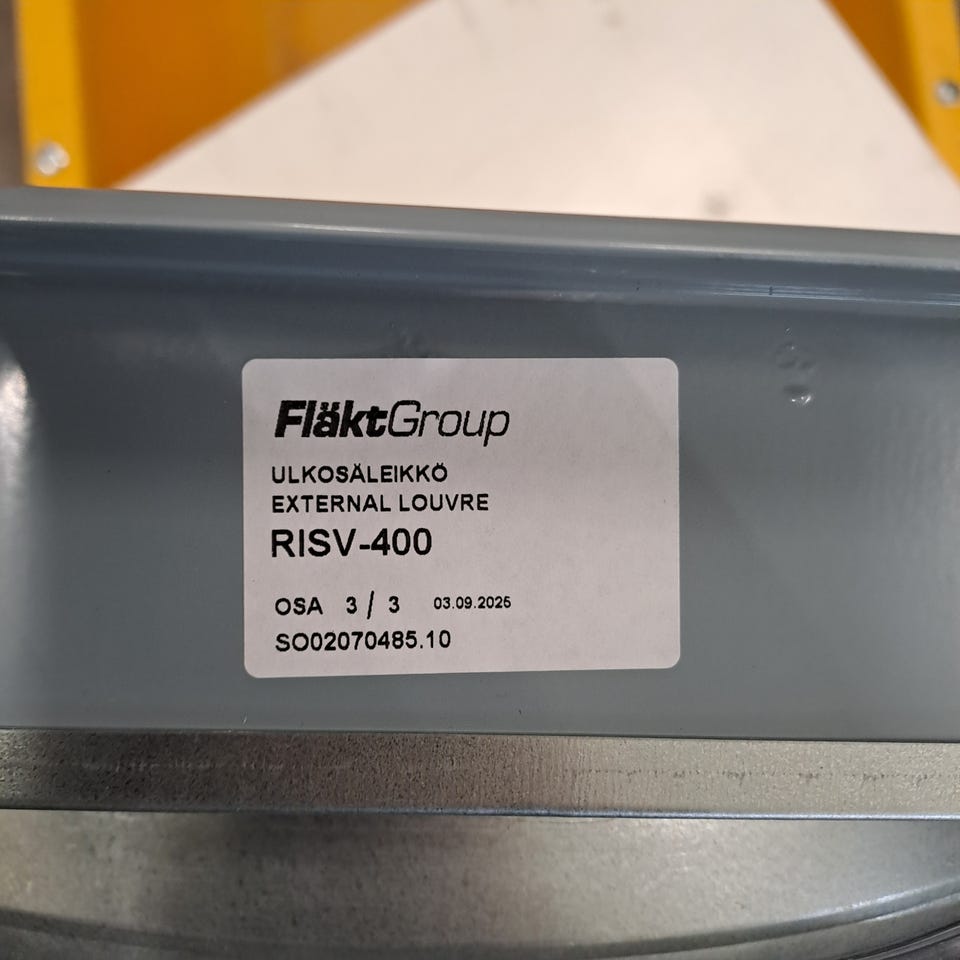 FläktGroup
ULKOSÄLEIKKÖ
EXTERNAL LOUVRE
RISV-400
OSA 3 / 3 03.09.2025
SO02070485.10